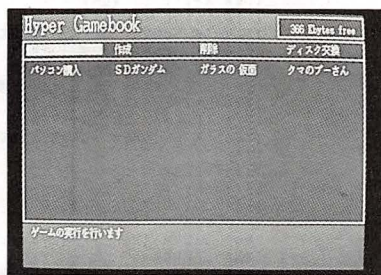 Hyper Gamebook
366 Kbytes free
作成 削除 ディスク交換
パソコン購入 SDガンダム ガラスの仮面 クマのプーさん
ゲームの実行を行います